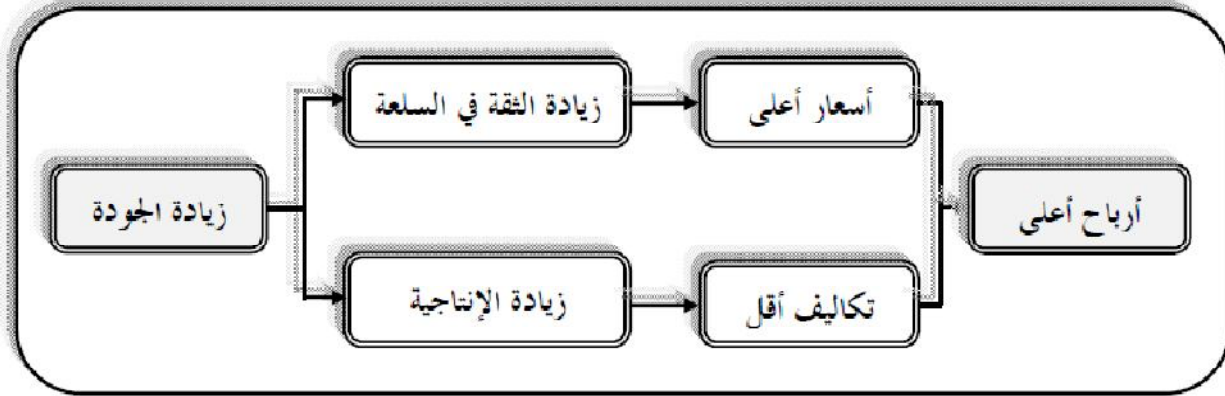 زيادة الجودة
زيادة الثقة في السلعة
أسعار أعلى
زيادة الإنتاجية
تكاليف أقل
أرباح أعلى